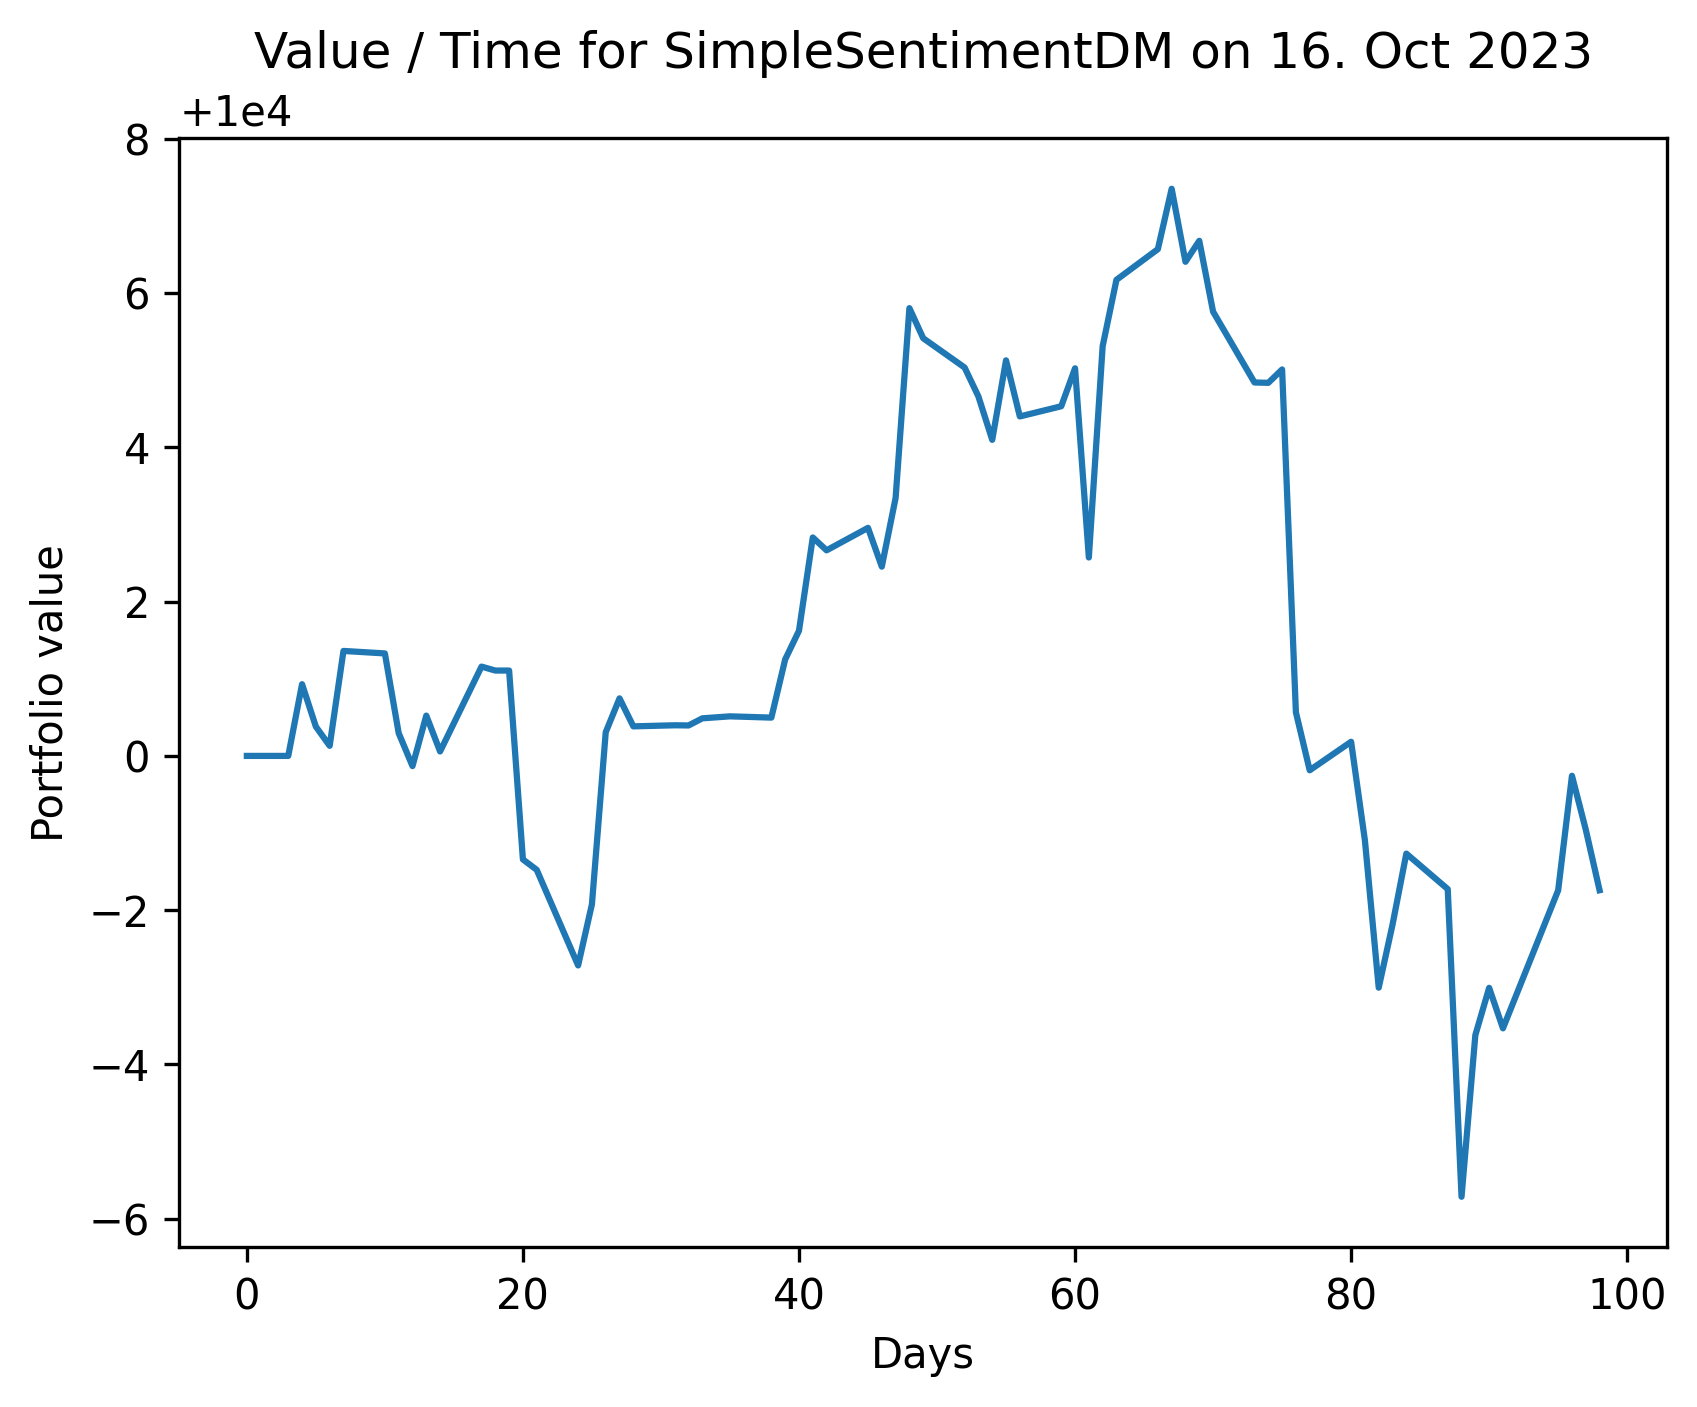 Value / Time for SimpleSentimentDM on 16. Oct 2023
+1e4
8
6
4
2
0
−2
−4
−6
Portfolio value
0 20 40 60 80 100
Days